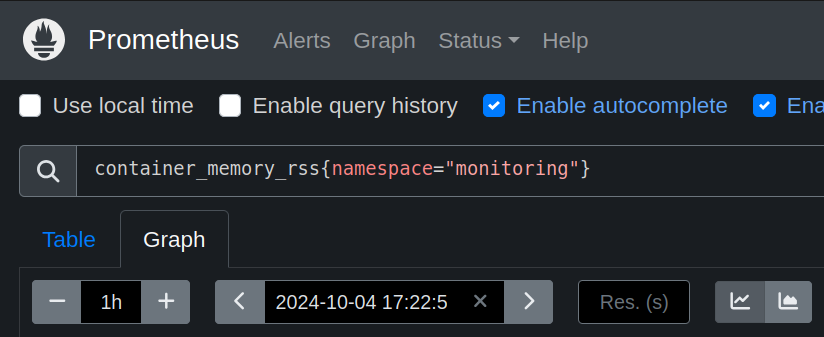 Prometheus Alerts Graph Status Help
Use local time Enable query history Enable autocomplete Ena
container_memory_rss{namespace="monitoring"}
Table Graph
1h 2024-10-04 17:22:5 Res. (s)